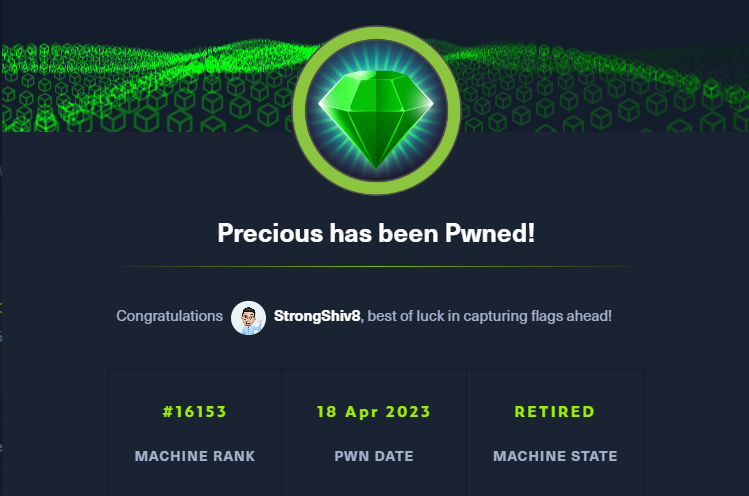 Precious has been Pwned!
Congratulations StrongShiv8, best of luck in capturing flags ahead!
#16153 18 Apr 2023 RETIRED
MACHINE RANK PWN DATE MACHINE STATE